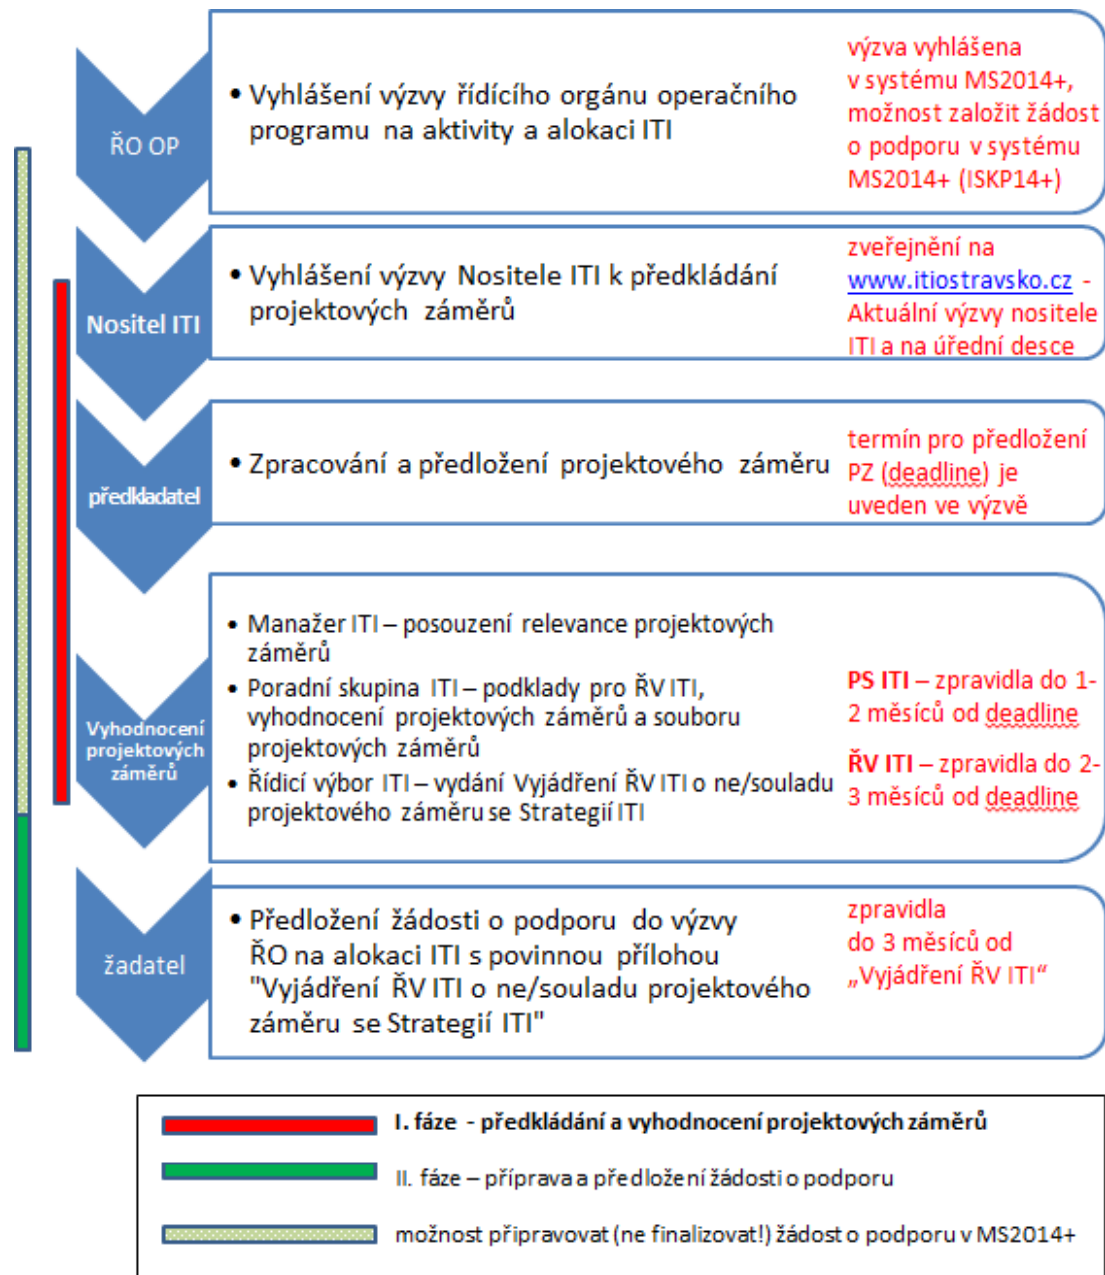 ŘO OP
• Vyhlášení výzvy řídícího orgánu operačního
programu na aktivity a alokaci ITI
výzva vyhlášena
v systému MS2014+,
možnost založit žádost
o podporu v systému
MS2014+ (ISKP14+)
Nositel ITI
• Vyhlášení výzvy Nositele ITI k předkládání
projektových záměrů
zveřejnění na
www.itiostravsko.cz -
Aktuální výzvy nositele
ITI a na úřední desce
předkladatel
• Zpracování a předložení projektového záměru
termín pro předložení
PZ (deadline) je
uveden ve výzvě
Vyhodnocení
projektových
záměrů
• Manažer ITI – posouzení relevance projektových
záměrů
• Poradní skupina ITI – podklady pro ŘV ITI,
vyhodnocení projektových záměrů a souboru
projektových záměrů
• Řídicí výbor ITI – vydání Vyjádření ŘV ITI o ne/souladu
projektového záměru se Strategií ITI
PS ITI – zpravidla do 1-
2 měsíců od deadline
ŘV ITI – zpravidla do 2-
3 měsíců od deadline
žadatel
• Předložení žádosti o podporu do výzvy
ŘO na alokaci ITI s povinnou přílohou
"Vyjádření ŘV ITI o ne/souladu projektového
záměru se Strategií ITI"
zpravidla
do 3 měsíců od
„Vyjádření ŘV ITI“
I. fáze - předkládání a vyhodnocení projektových záměrů
II. fáze – příprava a předložení žádosti o podporu
možnost připravovat (ne finalizovat!) žádost o podporu v MS2014+